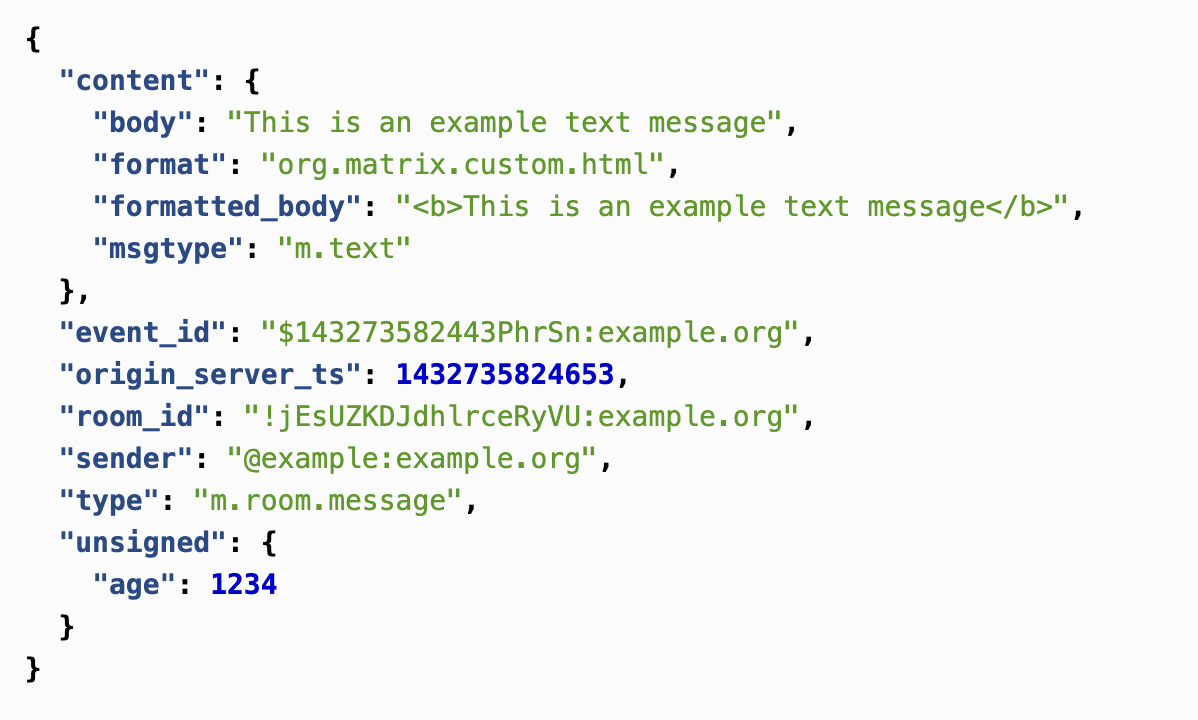 {
  "content": {
    "body": "This is an example text message",
    "format": "org.matrix.custom.html",
    "formatted_body": "<b>This is an example text message</b>",
    "msgtype": "m.text"
  },
  "event_id": "$143273582443PhrSn:example.org",
  "origin_server_ts": 1432735824653,
  "room_id": "!jEsUZKDJdhlrceRyVU:example.org",
  "sender": "@example:example.org",
  "type": "m.room.message",
  "unsigned": {
    "age": 1234
  }
}